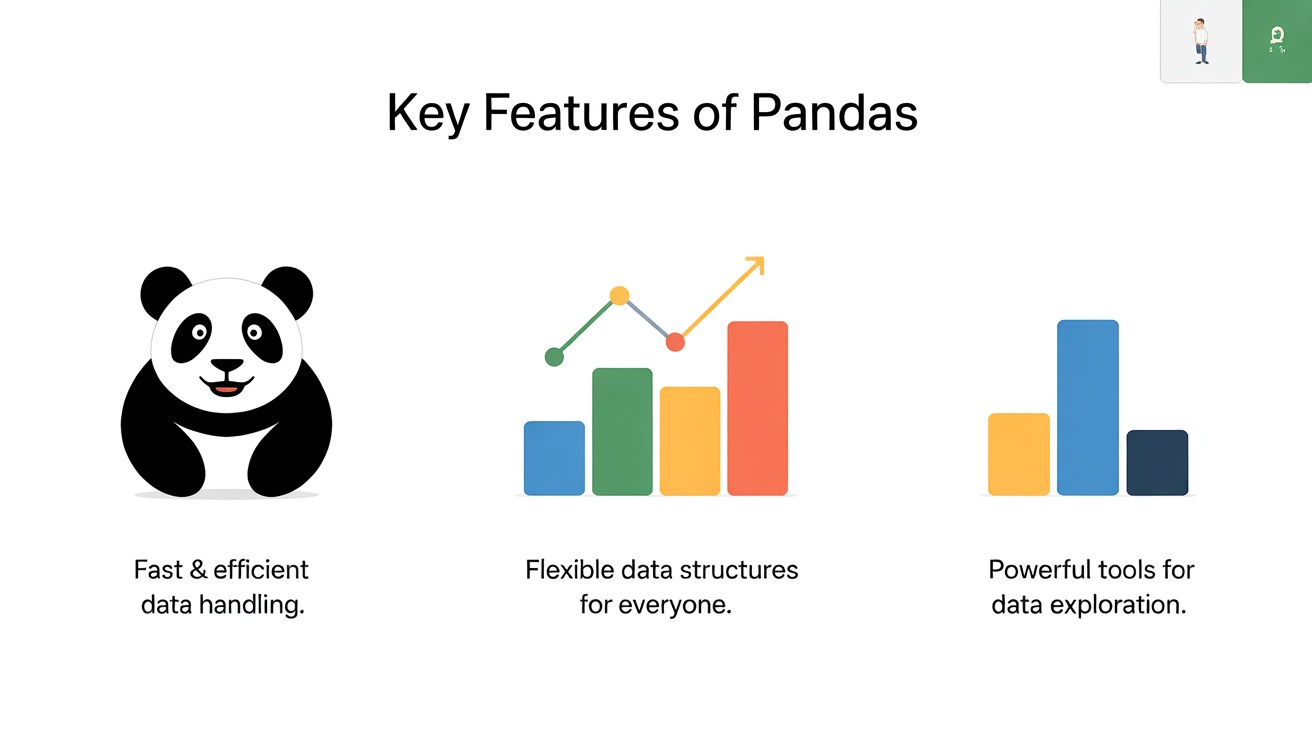 Key Features of Pandas
Fast & efficient
data handling.
Flexible data structures
for everyone.
Powerful tools for
data exploration.